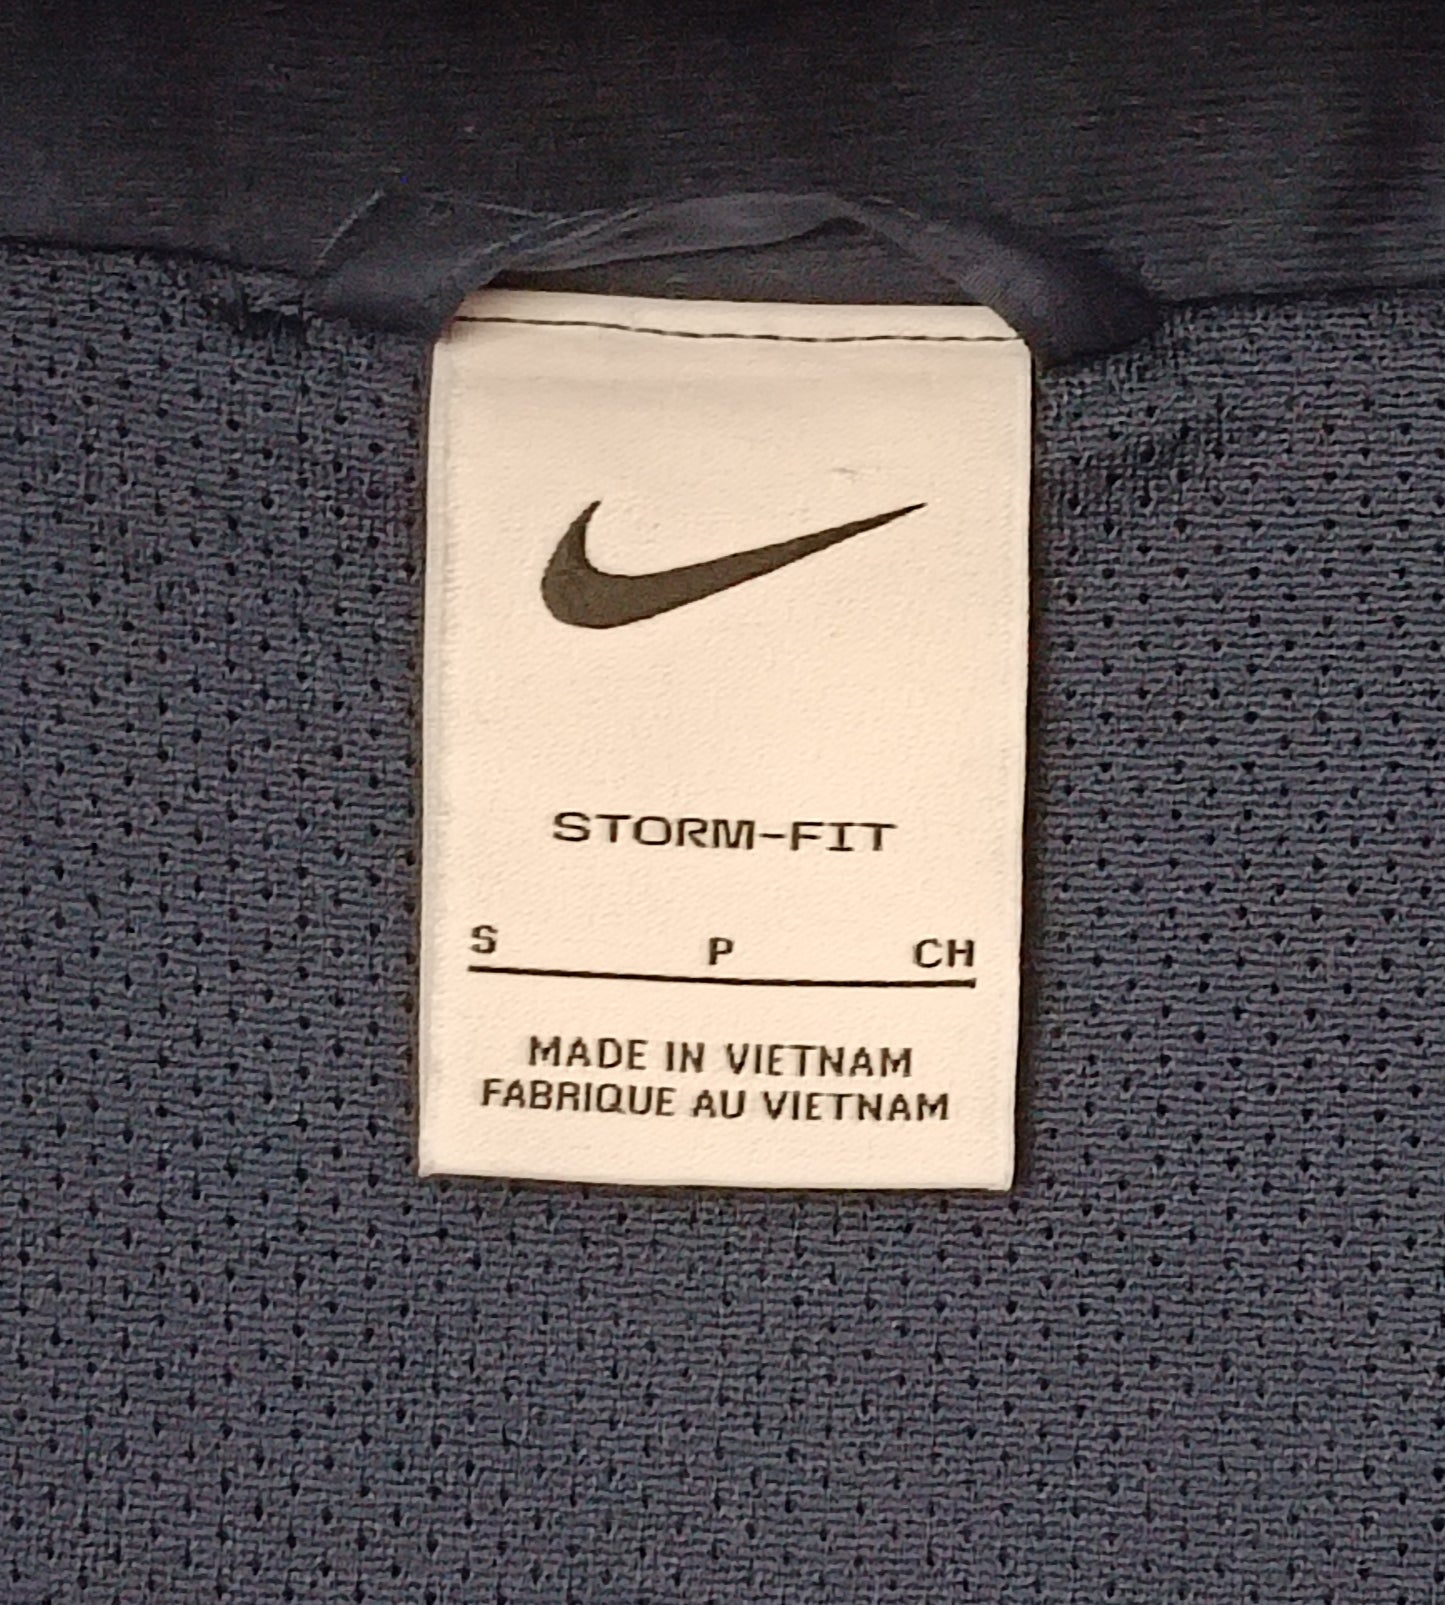 STORM-FIT
S P CH
MADE IN VIETNAM
FABRIQUE AU VIETNAM